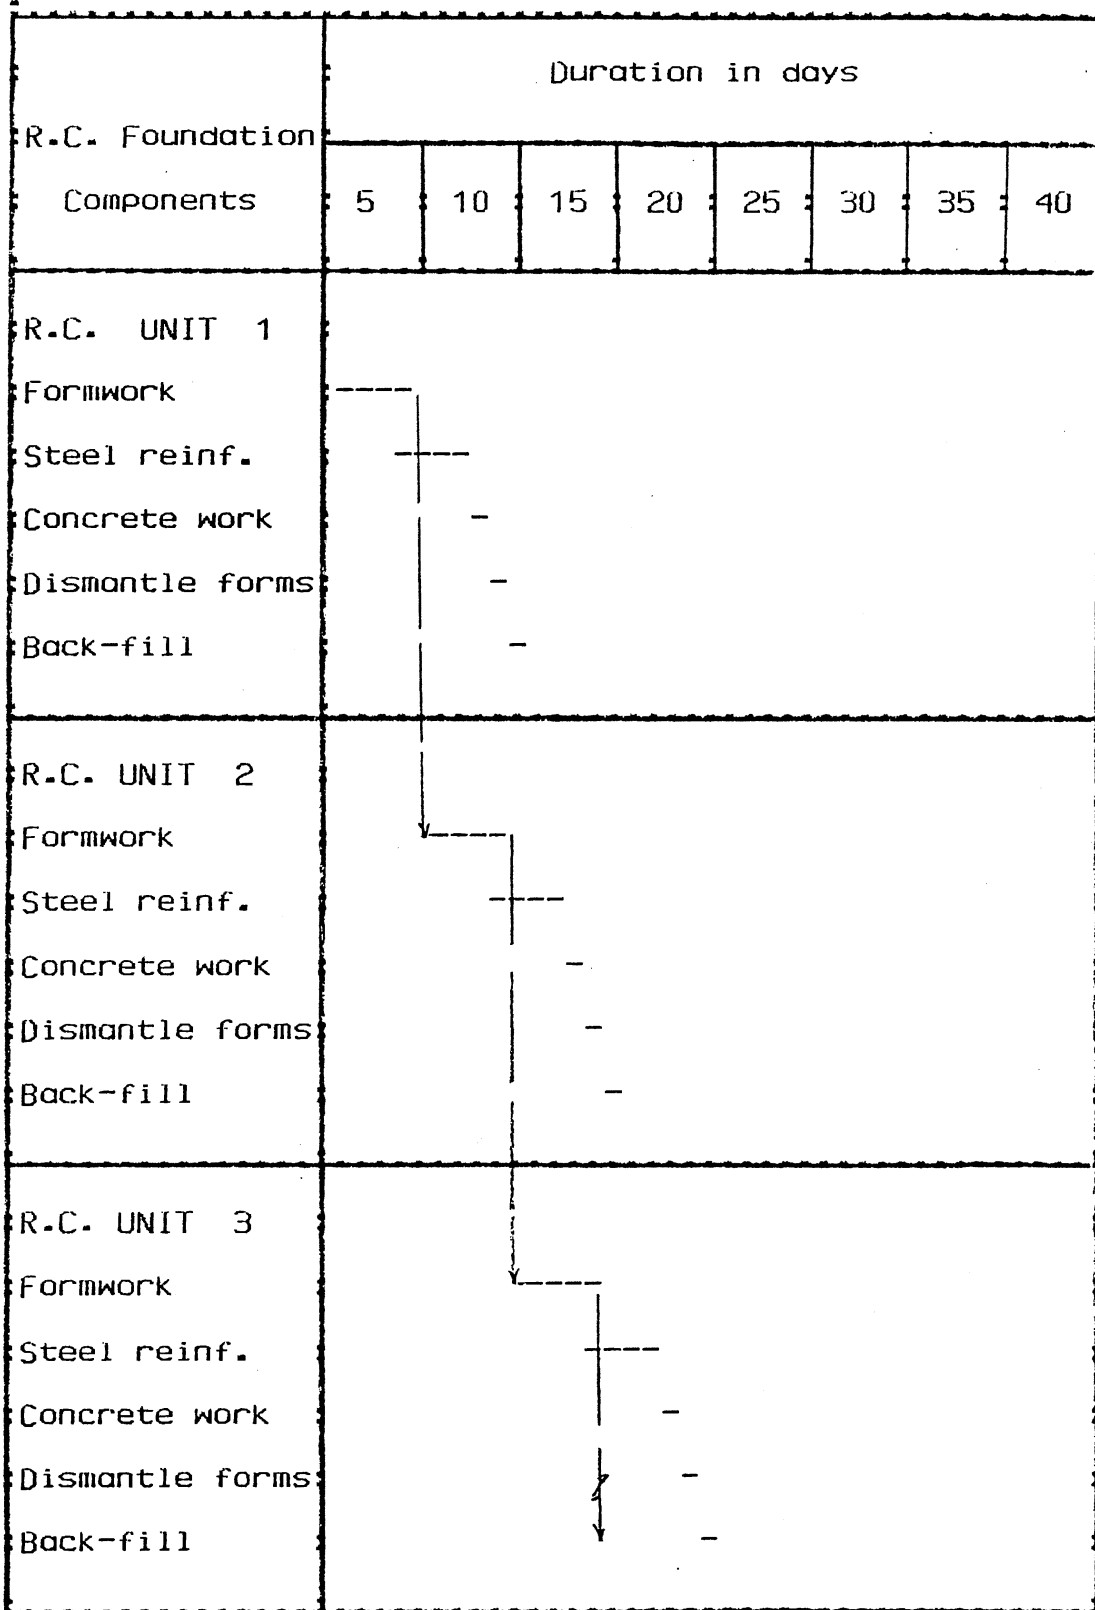 Duration in days
R.C. Foundation
Components 5 10 15 20 25 30 35 40
R.C. UNIT 1
Formwork
Steel reinf.
Concrete work
Dismantle forms
Back-fill
R.C. UNIT 2
Formwork
Steel reinf.
Concrete work
Dismantle forms
Back-fill
R.C. UNIT 3
Formwork
Steel reinf.
Concrete work
Dismantle forms
Back-fill